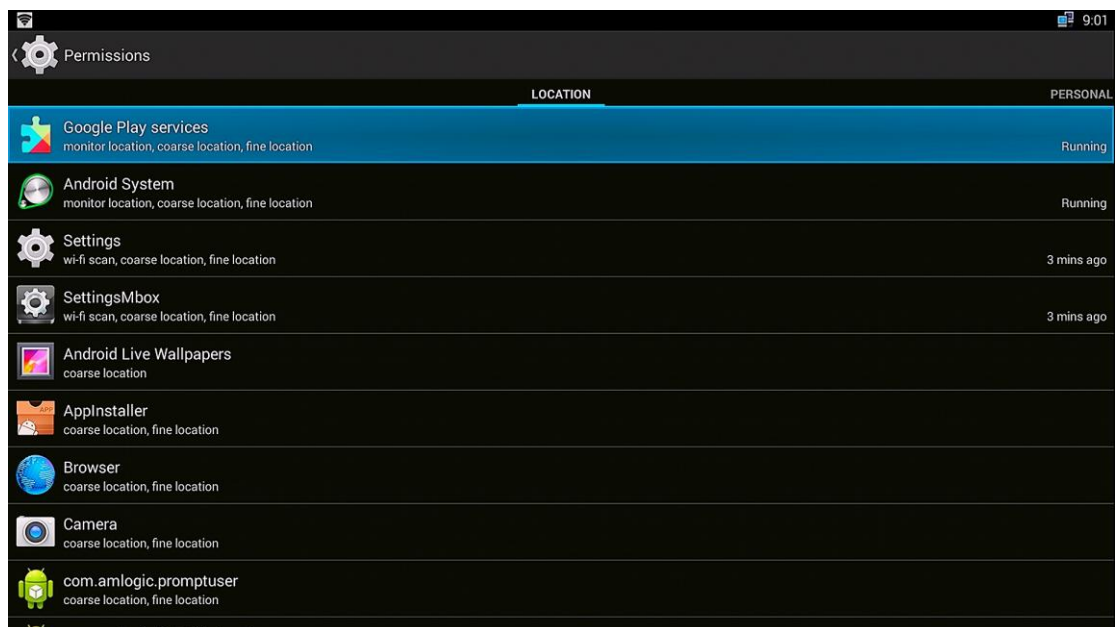 9:01
Permissions
LOCATION
PERSONAL
Google Play services
monitor location, coarse location, fine location
Running
Android System
monitor location, coarse location, fine location
Running
Settings
wi-fi scan, coarse location, fine location
3 mins ago
SettingsMbox
wi-fi scan, coarse location, fine location
3 mins ago
Android Live Wallpapers
coarse location
AppInstaller
APP
coarse location, fine location
Browser
coarse location, fine location
Camera
coarse location, fine location
com.amlogic.promptuser
coarse location, fine location